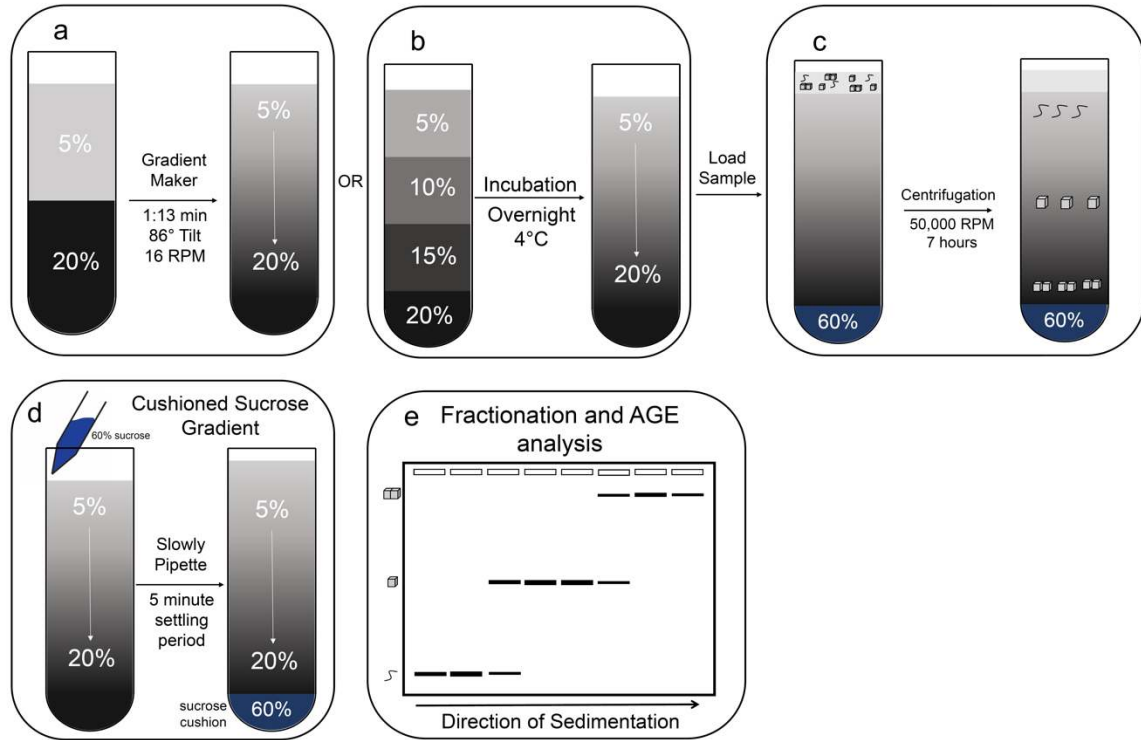 a
5%
20%
Gradient
Maker
1:13 min
86° Tilt
16 RPM
5%
20%
OR
b
5%
10%
15%
20%
Incubation
Overnight
4°C
5%
20%
Load
Sample
c
60%
Centrifugation
50,000 RPM
7 hours
60%
d
Cushioned Sucrose
Gradient
60% sucrose
5%
20%
Slowly
Pipette
5 minute
settling
period
5%
20%
sucrose
cushion
60%
e
Fractionation and AGE
analysis
Direction of Sedimentation